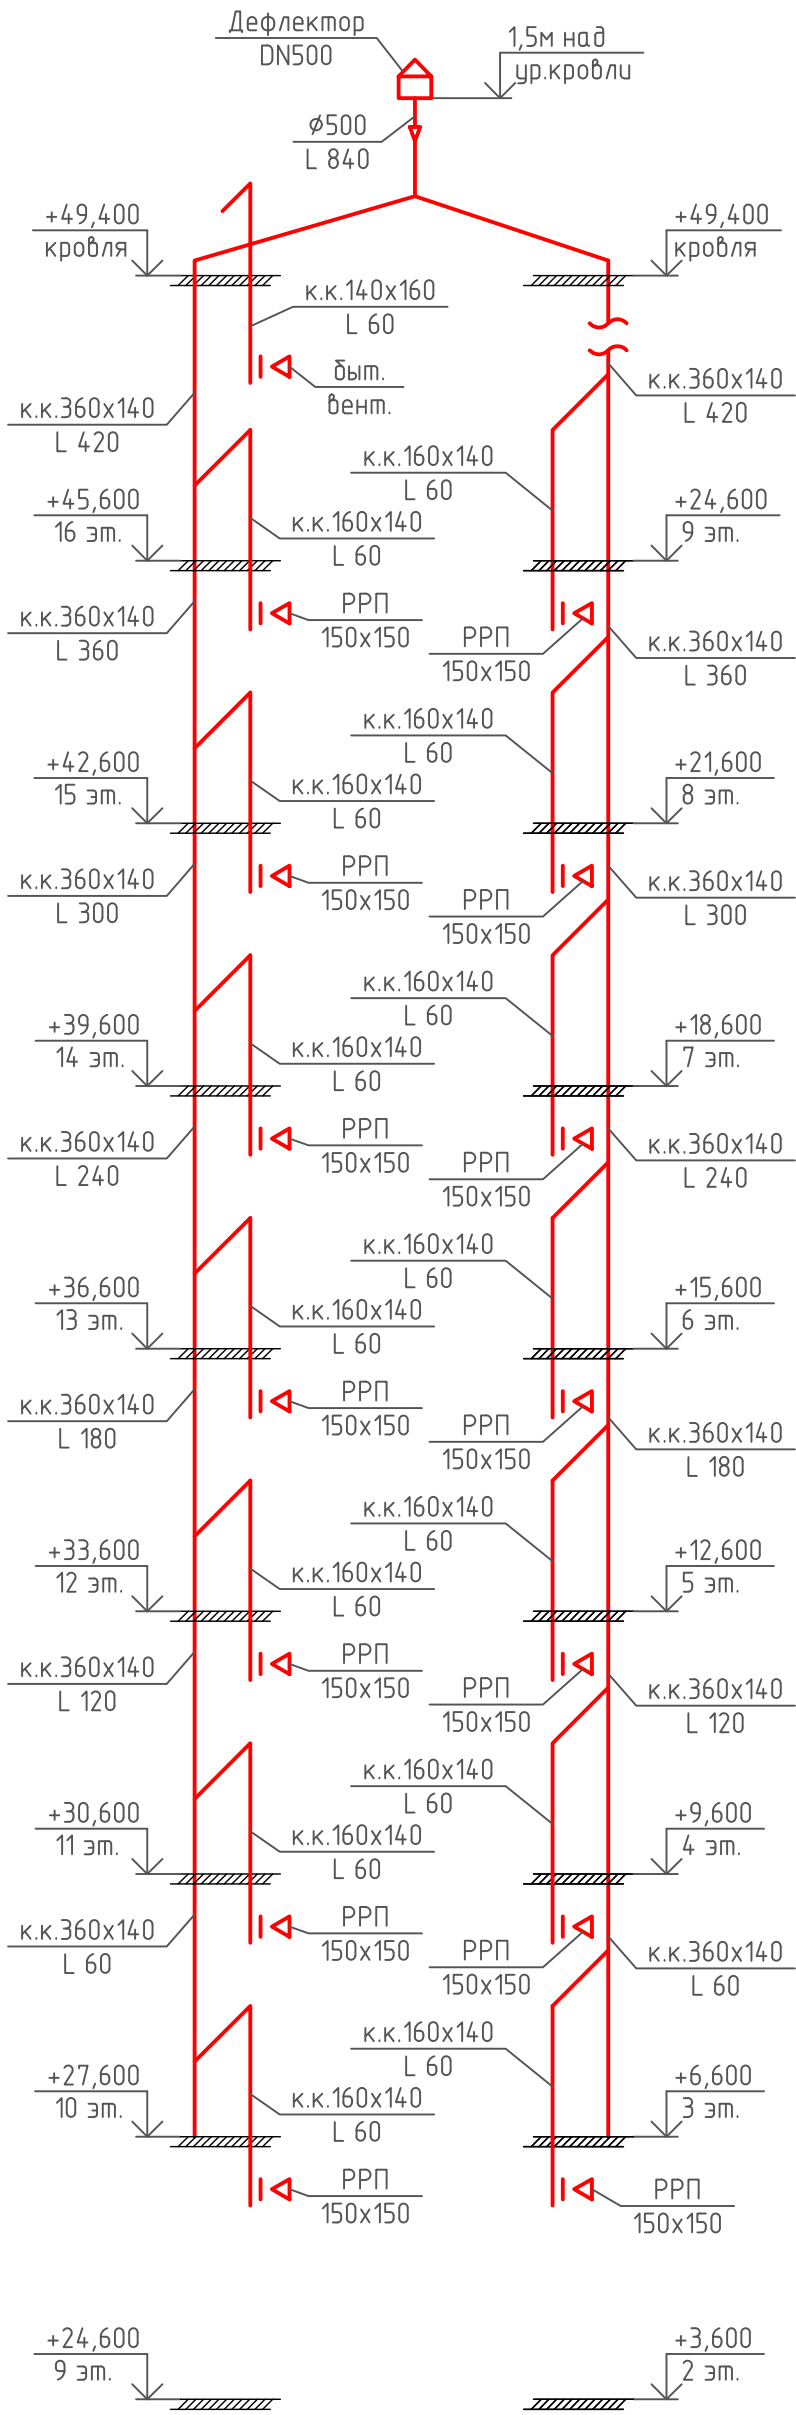 Дефлектор
DN500
1,5м над
ур.кровли
ϕ500
L 840
+49,400
кровля
+49,400
кровля
к.к.140х160
L 60
быт.
вент.
к.к.360х140
L 420
к.к.360х140
L 420
к.к.160х140
L 60
+45,600
16 эт.
к.к.160х140
L 60
+24,600
9 эт.
РРП
150х150
к.к.360х140
L 360
РРП
150х150
к.к.360х140
L 360
к.к.160х140
L 60
+42,600
15 эт.
к.к.160х140
L 60
+21,600
8 эт.
РРП
150х150
к.к.360х140
L 300
РРП
150х150
к.к.360х140
L 300
к.к.160х140
L 60
+39,600
14 эт.
к.к.160х140
L 60
+18,600
7 эт.
РРП
150х150
к.к.360х140
L 240
РРП
150х150
к.к.360х140
L 240
к.к.160х140
L 60
+36,600
13 эт.
к.к.160х140
L 60
+15,600
6 эт.
РРП
150х150
к.к.360х140
L 180
РРП
150х150
к.к.360х140
L 180
к.к.160х140
L 60
+33,600
12 эт.
к.к.160х140
L 60
+12,600
5 эт.
РРП
150х150
к.к.360х140
L 120
РРП
150х150
к.к.360х140
L 120
к.к.160х140
L 60
+30,600
11 эт.
к.к.160х140
L 60
+9,600
4 эт.
РРП
150х150
к.к.360х140
L 60
РРП
150х150
к.к.360х140
L 60
к.к.160х140
L 60
+27,600
10 эт.
к.к.160х140
L 60
+6,600
3 эт.
РРП
150х150
РРП
150х150
+24,600
9 эт.
+3,600
2 эт.